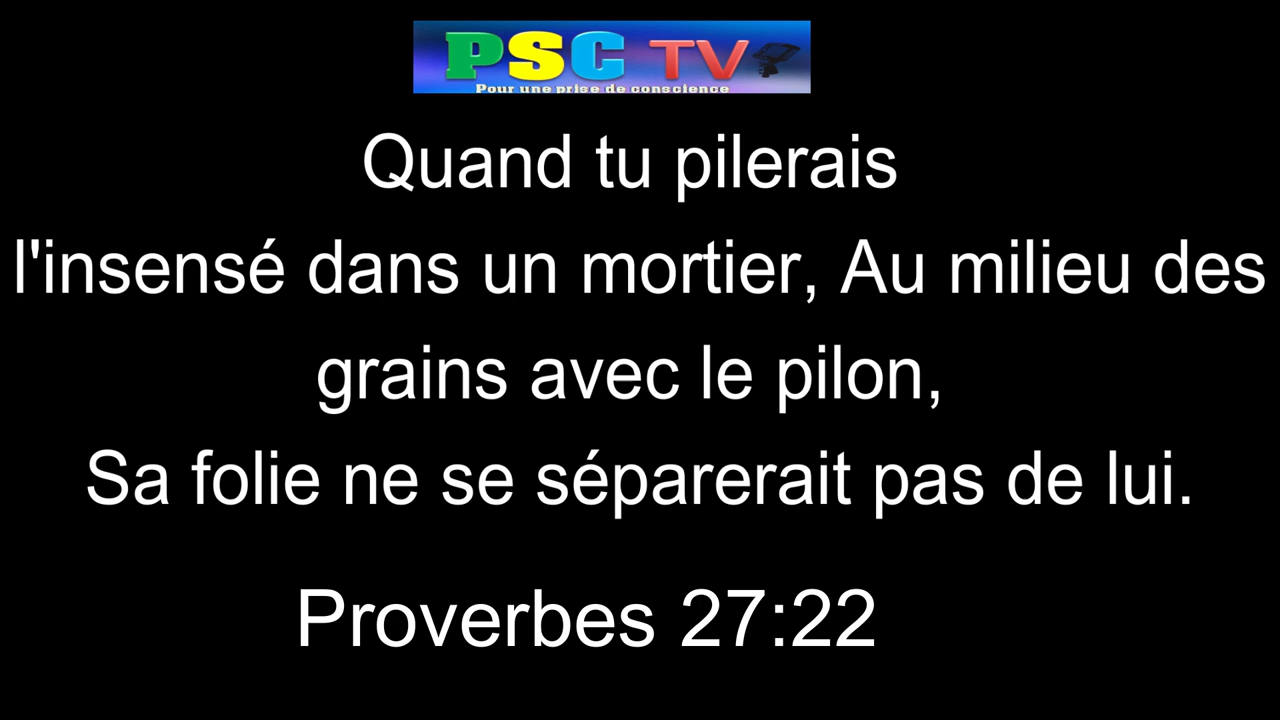 PSC TV
Pour une prise de conscience
Quand tu pilerais
l'insensé dans un mortier, Au milieu des
grains avec le pilon,
Sa folie ne se séparerait pas de lui.
Proverbes 27:22